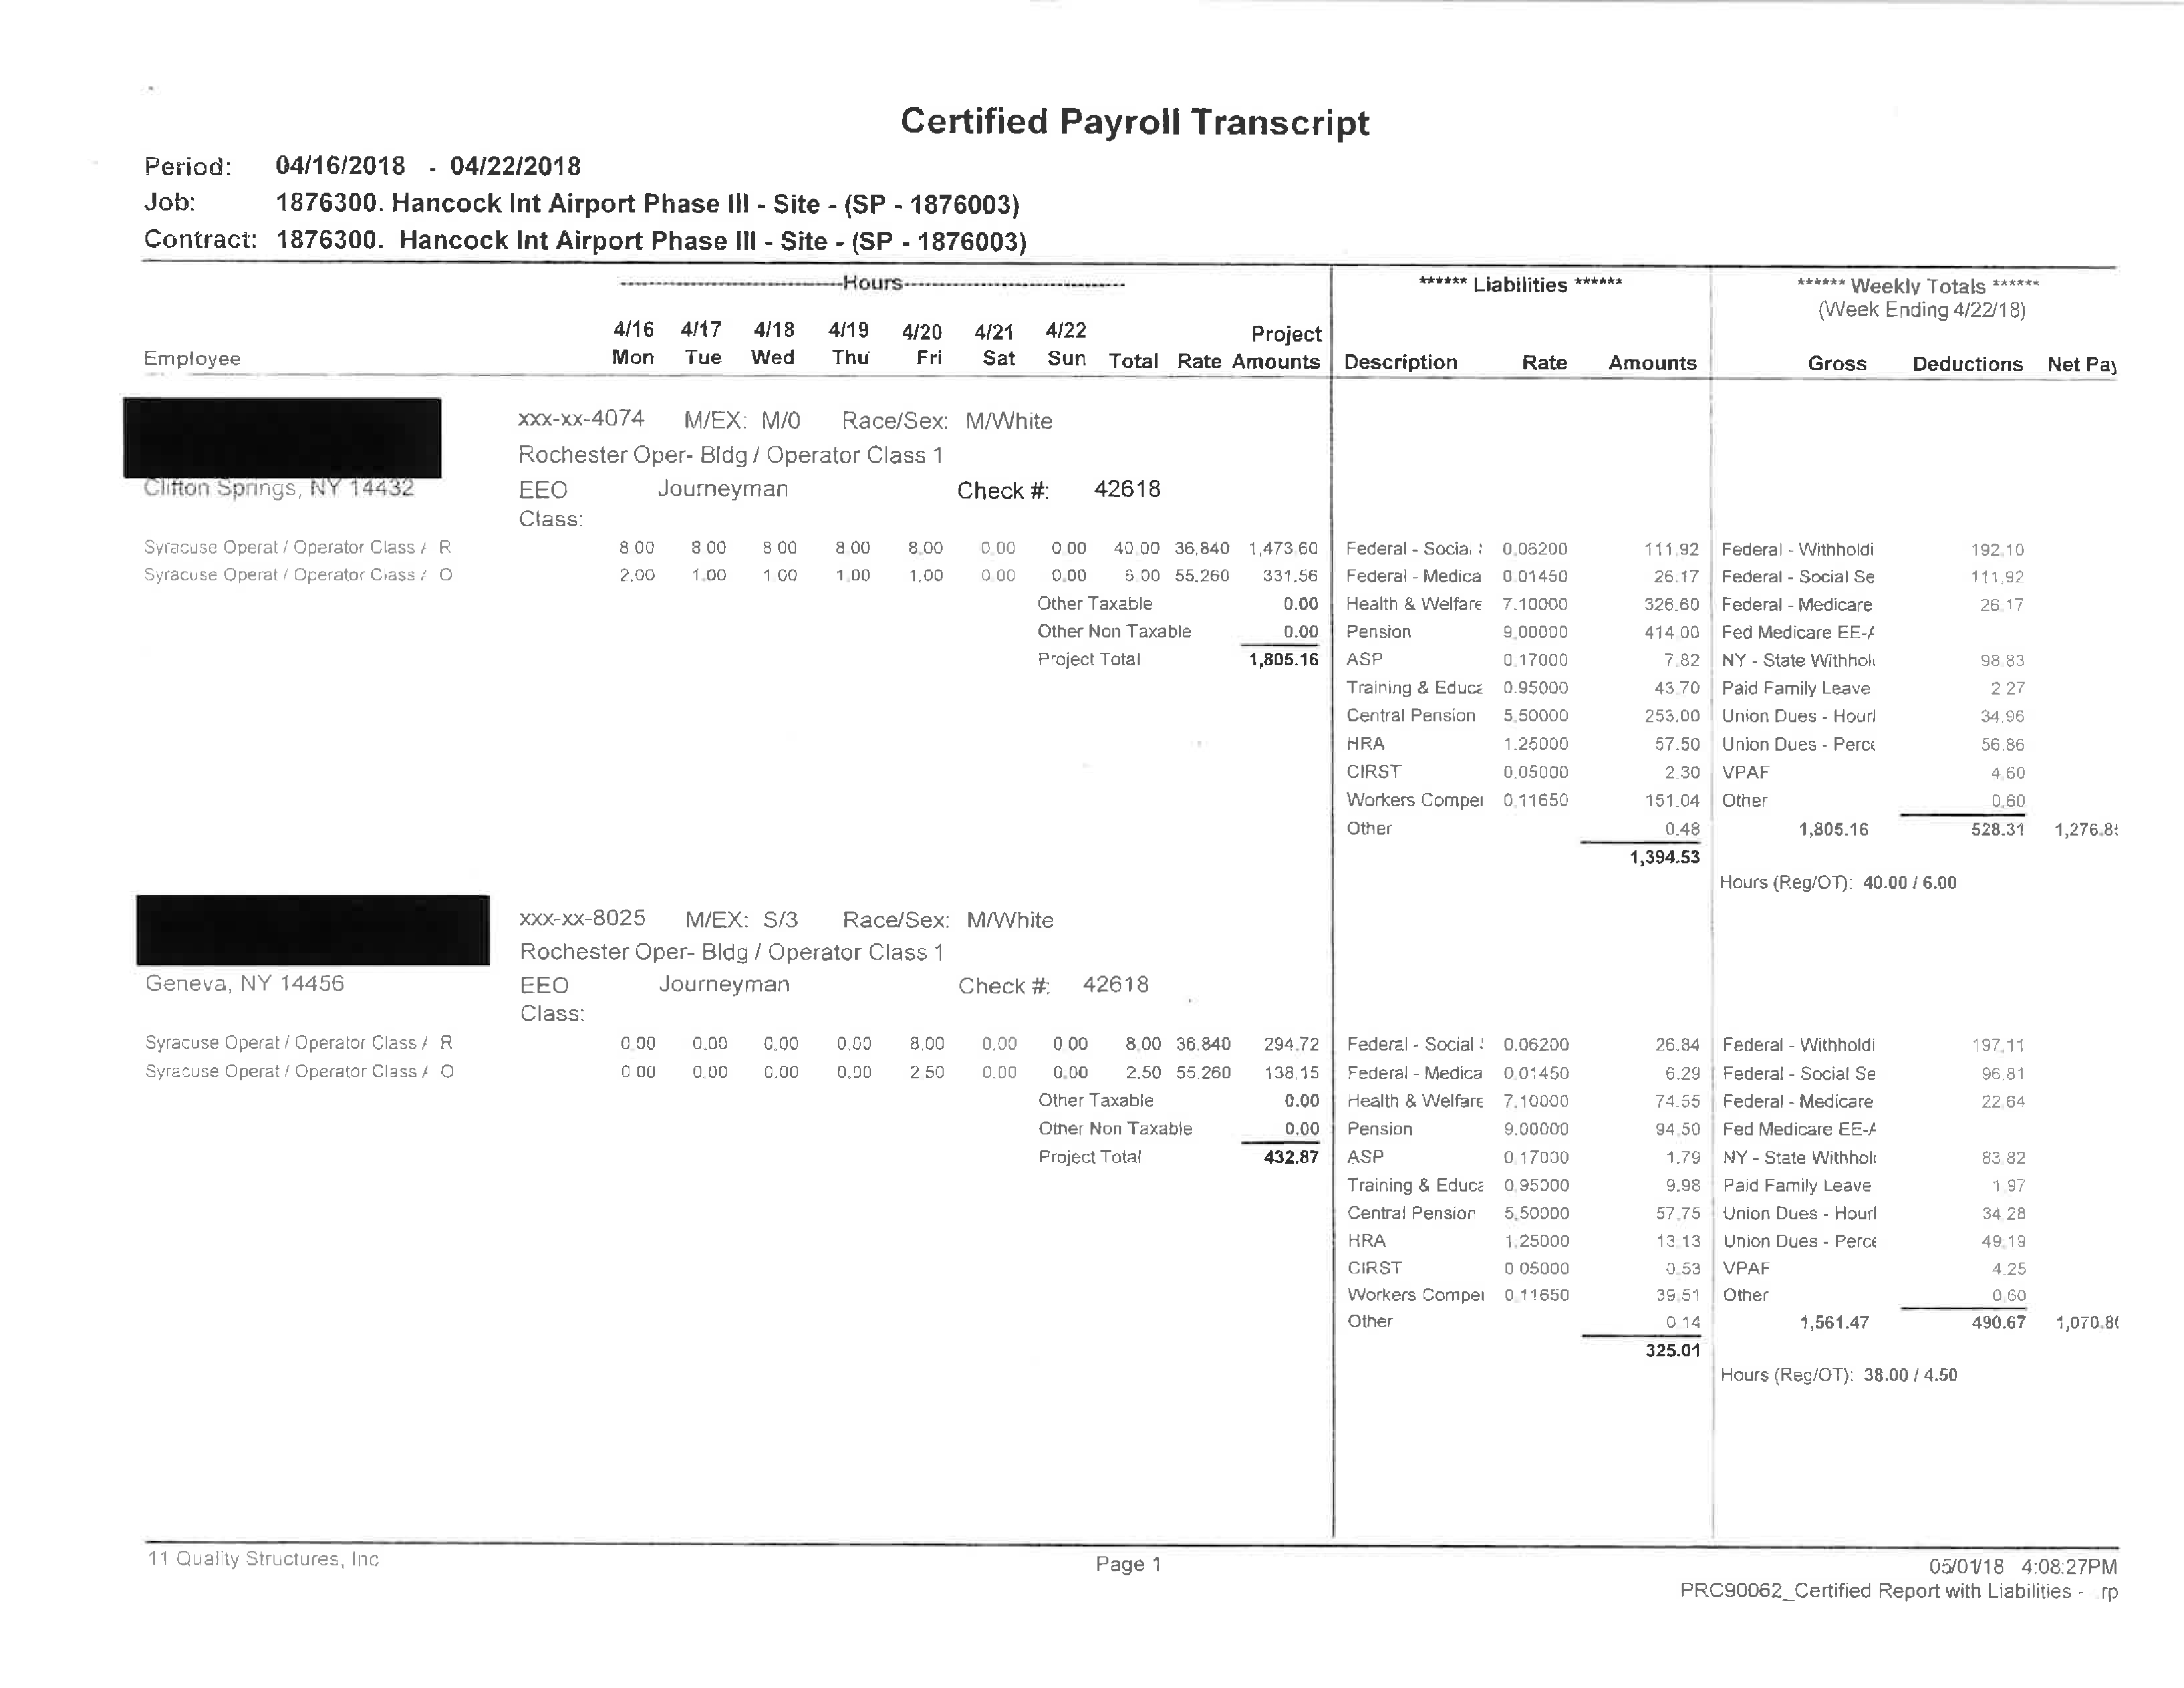 Certified Payroll Transcript
Period: 04/16/2018 - 04/22/2018
Job: 1876300. Hancock Int Airport Phase III - Site - (SP - 1876003)
Contract: 1876300. Hancock Int Airport Phase III - Site - (SP - 1876003)
Hours ****** Liabilities ****** ****** Weekly Totals ******
(Week Ending 4/22/18)
4/16 4/17 4/18 4/19 4/20 4/21 4/22 Project
Employee Mon Tue Wed Thu Fri Sat Sun Total Rate Amounts Description Rate Amounts Gross Deductions Net Pay
xxx-xx-4074 M/EX: M/0 Race/Sex: M/White
Rochester Oper- Bldg / Operator Class 1
Clifton Springs, NY 14432 EEO Journeyman Check #: 42618
Class:
Syracuse Operat / Operator Class / R 8.00 8.00 8.00 8.00 8.00 0.00 0.00 40.00 36.840 1,473.60 Federal - Social 0.06200 111.92 Federal - Withholdi 192.10
Syracuse Operat / Operator Class / O 2.00 1.00 1.00 1.00 1.00 0.00 0.00 6.00 55.260 331.56 Federal - Medica 0.01450 26.17 Federal - Social Se 111.92
Other Taxable 0.00 Health & Welfare 7.10000 326.60 Federal - Medicare 26.17
Other Non Taxable 0.00 Pension 9.00000 414.00 Fed Medicare EE-A
Project Total 1,805.16 ASP 0.17000 7.82 NY - State Withhol 98.83
Training & Educa 0.95000 43.70 Paid Family Leave 2.27
Central Pension 5.50000 253.00 Union Dues - Hourl 34.96
HRA 1.25000 57.50 Union Dues - Perce 56.86
CIRST 0.05000 2.30 VPAF 4.60
Workers Compe 0.11650 151.04 Other 0.60
Other 0.48 1,805.16 528.31 1,276.8
1,394.53
Hours (Reg/OT): 40.00 / 6.00
xxx-xx-8025 M/EX: S/3 Race/Sex: M/White
Rochester Oper- Bldg / Operator Class 1
Geneva, NY 14456 EEO Journeyman Check #: 42618
Class:
Syracuse Operat / Operator Class / R 0.00 0.00 0.00 0.00 8.00 0.00 0.00 8.00 36.840 294.72 Federal - Social 0.06200 26.84 Federal - Withholdi 197.11
Syracuse Operat / Operator Class / O 0.00 0.00 0.00 0.00 2.50 0.00 0.00 2.50 55.260 138.15 Federal - Medica 0.01450 6.29 Federal - Social Se 96.81
Other Taxable 0.00 Health & Welfare 7.10000 74.55 Federal - Medicare 22.64
Other Non Taxable 0.00 Pension 9.00000 94.50 Fed Medicare EE-A
Project Total 432.87 ASP 0.17000 1.79 NY - State Withhol 83.82
Training & Educa 0.95000 9.98 Paid Family Leave 1.97
Central Pension 5.50000 57.75 Union Dues - Hourl 34.28
HRA 1.25000 13.13 Union Dues - Perce 49.19
CIRST 0.05000 0.53 VPAF 4.25
Workers Compe 0.11650 39.51 Other 0.60
Other 0.14 1,561.47 490.67 1,070.8
325.01
Hours (Reg/OT): 38.00 / 4.50
11 Quality Structures, Inc Page 1 05/01/18 4:08:27PM
PRC90062_Certified Report with Liabilities - .rp